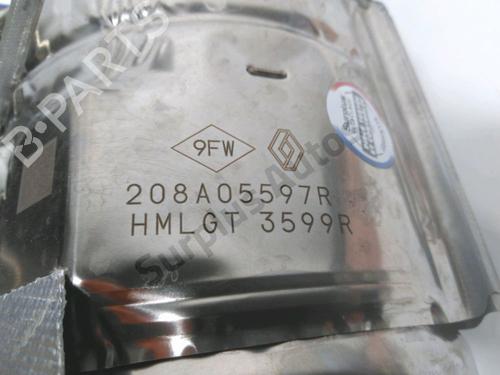 B-PARTS
9FW
208A05597R
HMLGT 3599R
Surplus Auto